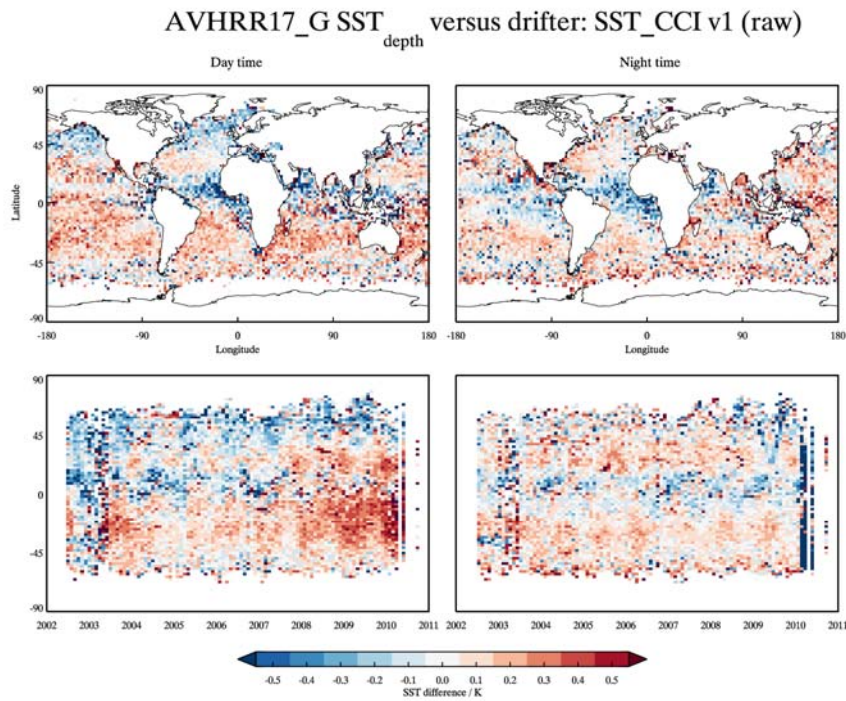 AVHRR17_G SST_depth versus drifter: SST_CCI v1 (raw)
Day time
Night time
90
45
0
-45
-90
Latitude
-180 -90 0 90 180
Longitude
-180 -90 0 90 180
Longitude
90
45
0
-45
-90
2002 2003 2004 2005 2006 2007 2008 2009 2010 2011
2002 2003 2004 2005 2006 2007 2008 2009 2010 2011
-0.5 -0.4 -0.3 -0.2 -0.1 0.0 0.1 0.2 0.3 0.4 0.5
SST difference / K